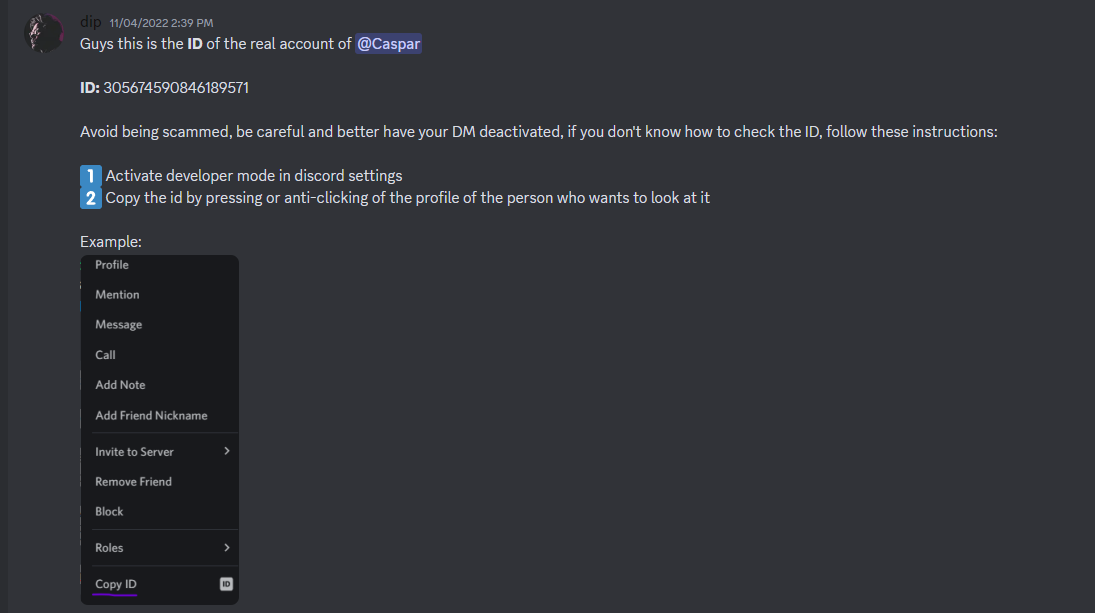 dip 11/04/2022 2:39 PM
Guys this is the ID of the real account of @Caspar
ID: 305674590846189571
Avoid being scammed, be careful and better have your DM deactivated, if you don't know how to check the ID, follow these instructions:
1 Activate developer mode in discord settings
2 Copy the id by pressing or anti-clicking of the profile of the person who wants to look at it
Example:
Profile
Mention
Message
Call
Add Note
Add Friend Nickname
Invite to Server
Remove Friend
Block
Roles
Copy ID ID